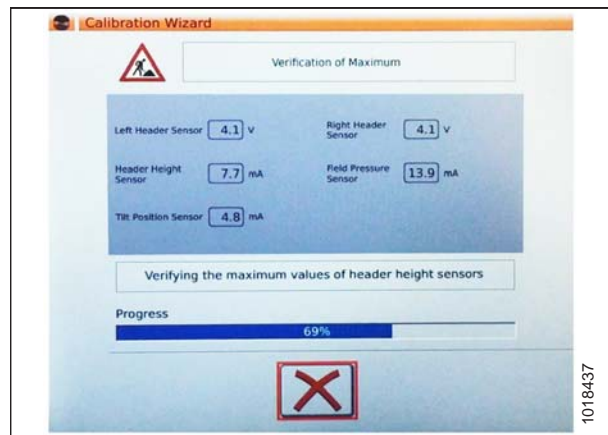 Calibration Wizard
Verification of Maximum
Left Header Sensor 4.1 V
Right Header Sensor 4.1 V
Header Height Sensor 7.7 mA
Field Pressure Sensor 13.9 mA
Tilt Position Sensor 4.8 mA
Verifying the maximum values of header height sensors
Progress
69%
1018437